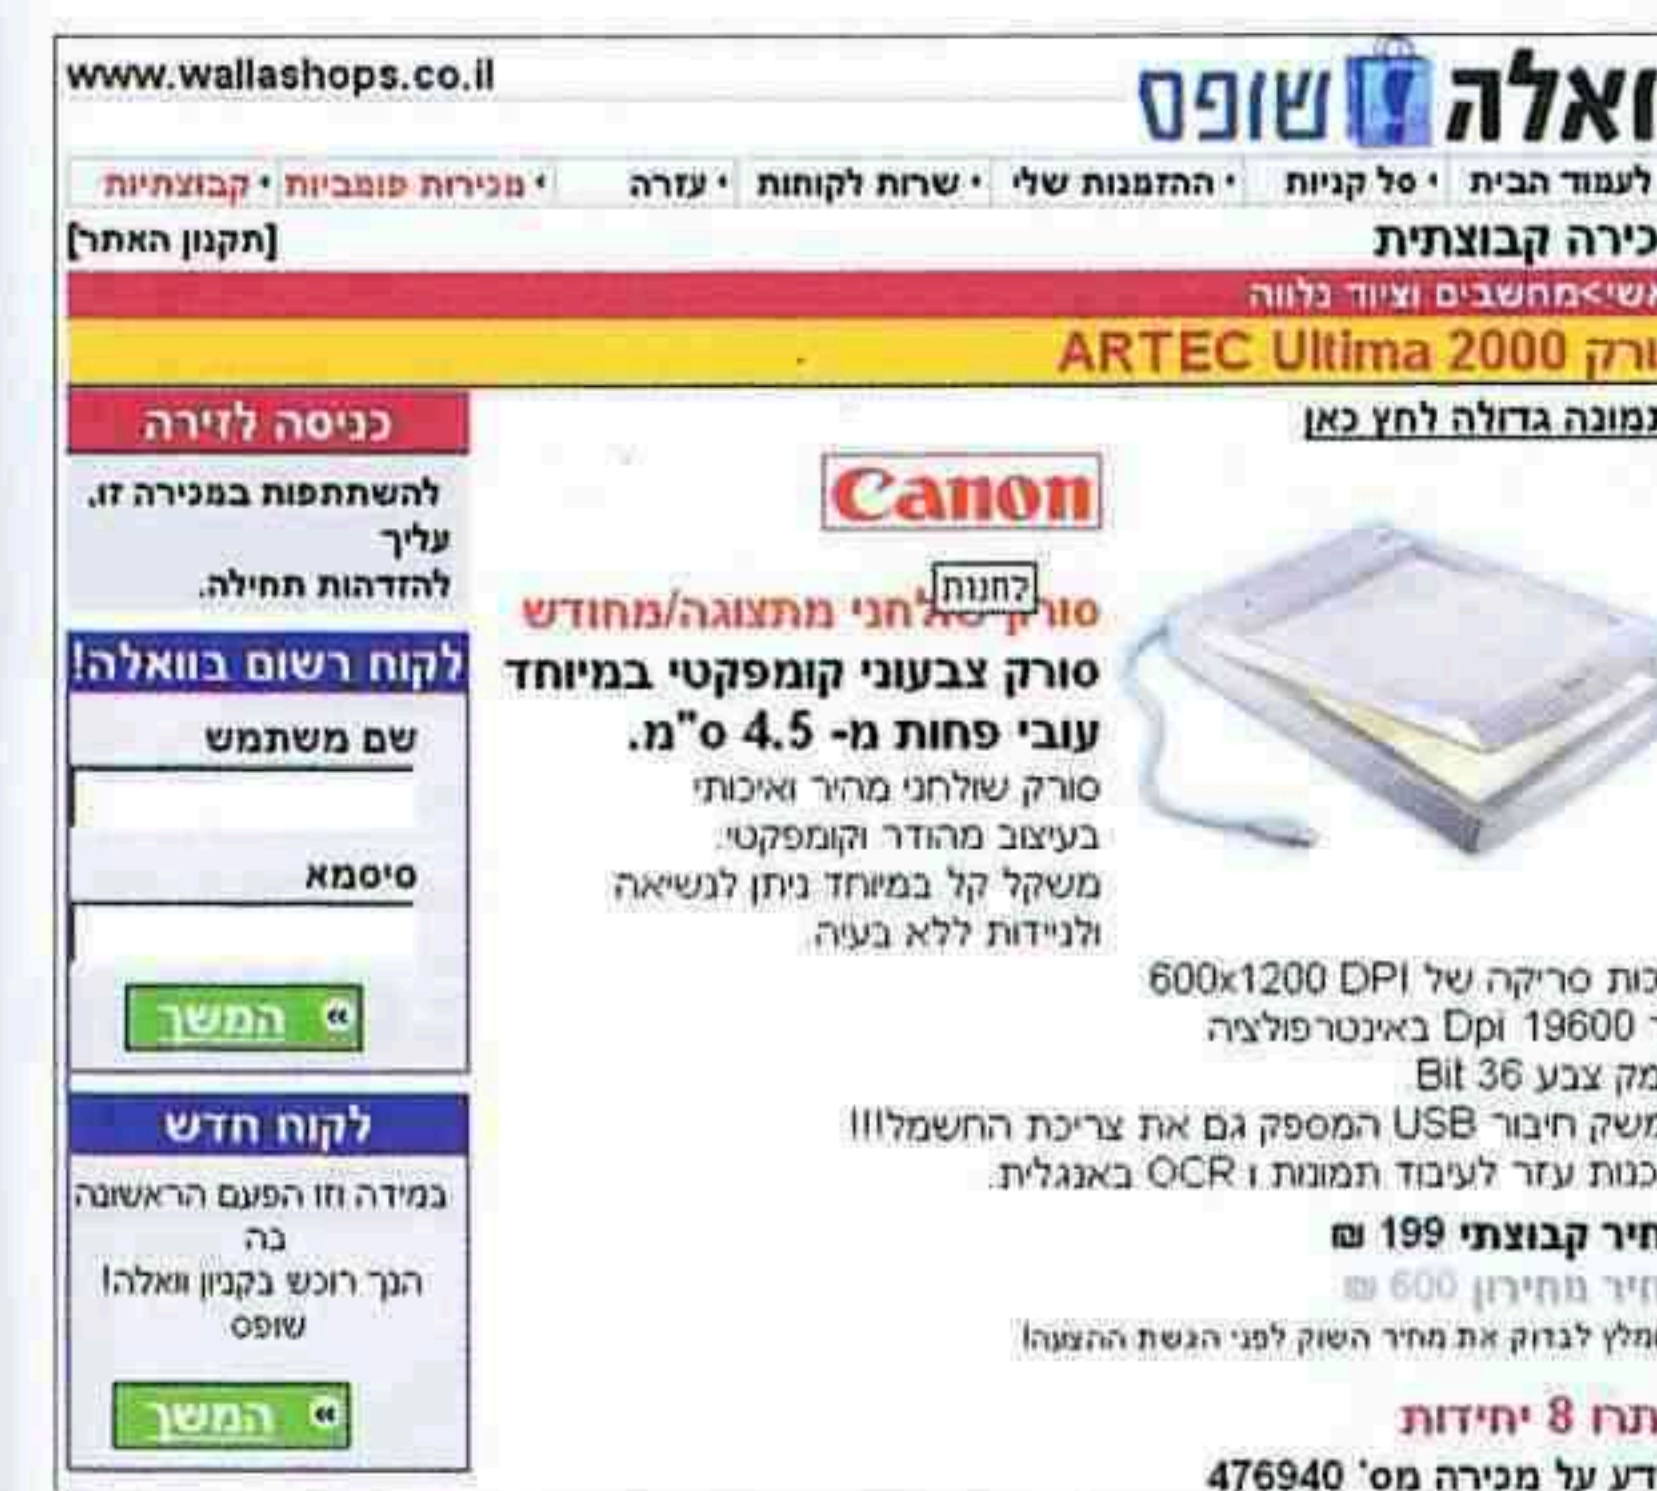 www.wallashops.co.il
וואלה! שופס
לעמוד הבית • סל קניות • ההזמנות שלי • שרות לקוחות • עזרה • מכירות פומביות • קבוצתיות
כירה קבוצתית
[תקנון האתר]
אשי>מחשבים וציוד נלווה
ורק ARTEC Ultima 2000
תמונה גדולה לחץ כאן
Canon
לחנות
סורק שולחני מתצוגה/מחודש
סורק צבעוני קומפקטי במיוחד
עובי פחות מ- 4.5 ס"מ.
סורק שולחני מהיר ואיכותי
בעיצוב מהודר וקומפקטי.
משקל קל במיוחד ניתן לנשיאה
ולניידות ללא בעיה.
כות סריקה של 600x1200 DPI
ך 19600 Dpi באינטרפולציה
מק צבע 36 Bit
משק חיבור USB המספק גם את צריכת החשמל!!!
כנות עזר לעיבוד תמונות ו OCR באנגלית.
חיר קבוצתי 199 ₪
חיר מחירון 600 ₪
ומלץ לבדוק את מחיר השוק לפני הגשת ההצעה!
תרו 8 יחידות
דע על מכירה מס' 476940
כניסה לזירה
להשתתפות במכירה זו,
עליך
להזדהות תחילה.
לקוח רשום בוואלה!
שם משתמש
סיסמא
» המשך
לקוח חדש
במידה וזו הפעם הראשונה
בה
הנך רוכש בקניון וואלה!
שופס
» המשך